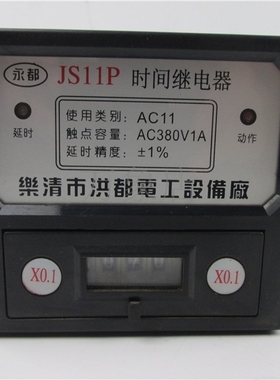 永都 JS11P 时间继电器
延时 动作
使用类别: AC11
触点容量: AC380V1A
延时精度: ±1%
樂清市洪都電工設備廠
X0.1 X0.1